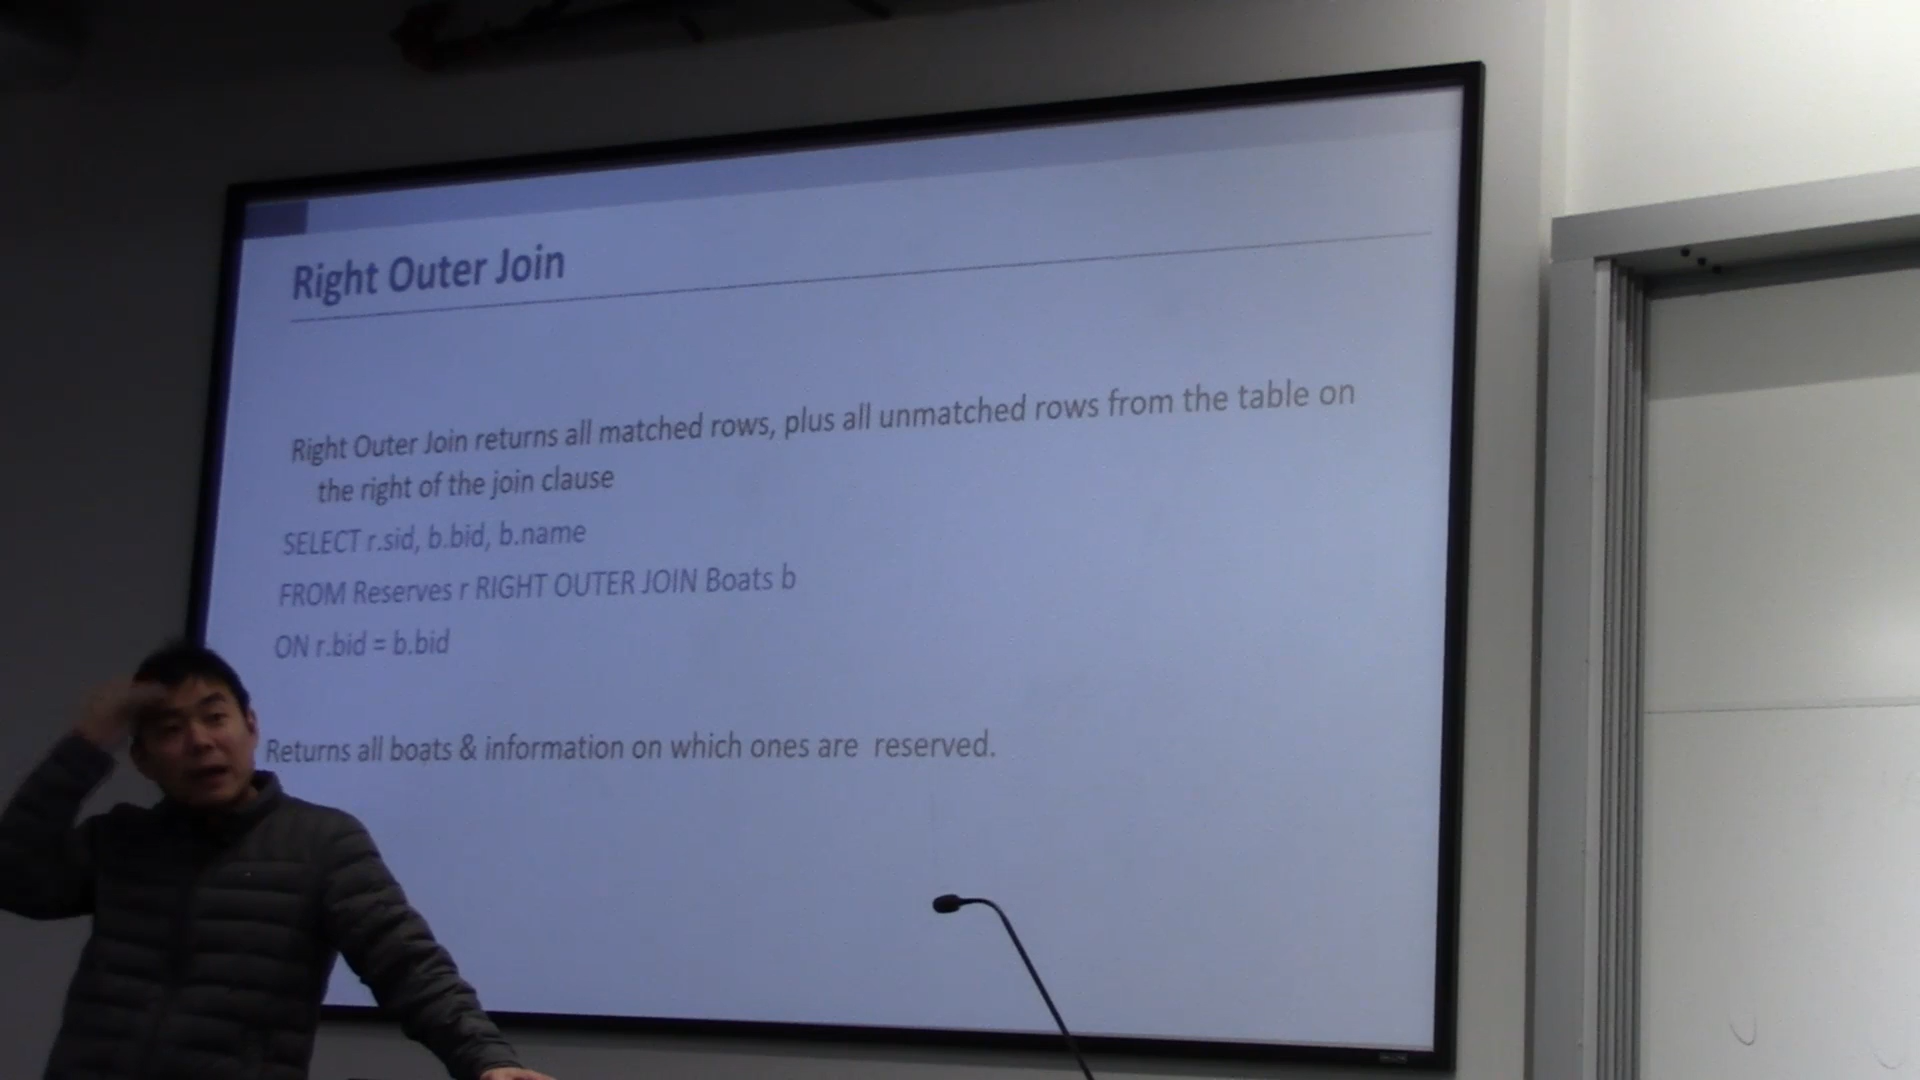 Right Outer Join
Right Outer Join returns all matched rows, plus all unmatched rows from the table on
the right of the join clause
SELECT r.sid, b.bid, b.name
FROM Reserves r RIGHT OUTER JOIN Boats b
ON r.bid = b.bid
Returns all boats & information on which ones are reserved.